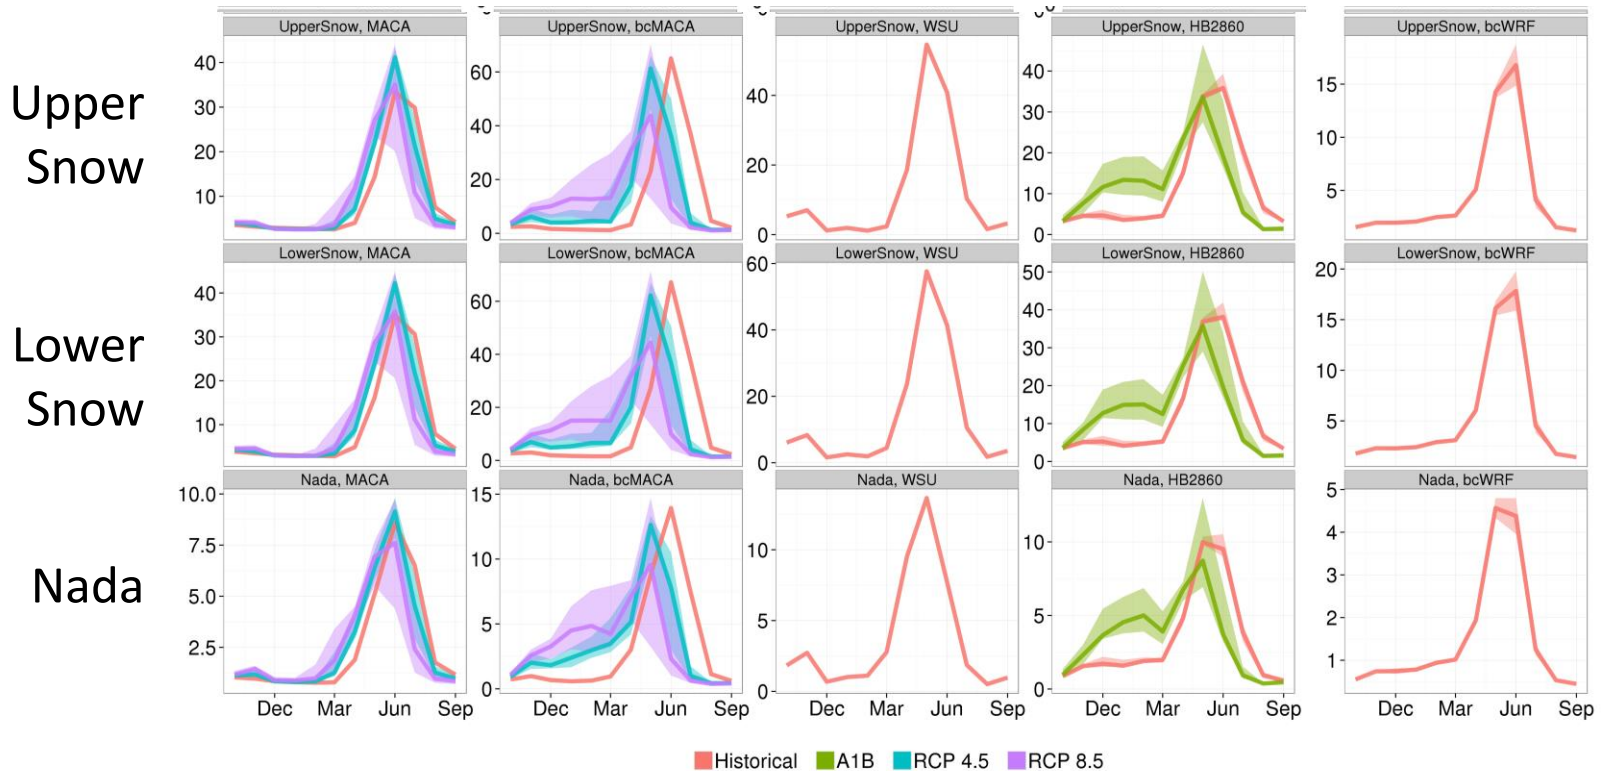 UpperSnow, MACA
UpperSnow, bcMACA
UpperSnow, WSU
UpperSnow, HB2860
UpperSnow, bcWRF
Upper
Snow
40
30
20
10
60
40
20
0
40
20
0
40
30
20
10
0
15
10
5
LowerSnow, MACA
LowerSnow, bcMACA
LowerSnow, WSU
LowerSnow, HB2860
LowerSnow, bcWRF
Lower
Snow
40
30
20
10
60
40
20
0
60
40
20
0
50
40
30
20
10
0
20
15
10
5
Nada, MACA
Nada, bcMACA
Nada, WSU
Nada, HB2860
Nada, bcWRF
Nada
10.0
7.5
5.0
2.5
15
10
5
0
10
5
0
10
5
0
5
4
3
2
1
Dec Mar Jun Sep
Dec Mar Jun Sep
Dec Mar Jun Sep
Dec Mar Jun Sep
Dec Mar Jun Sep
Historical A1B RCP 4.5 RCP 8.5